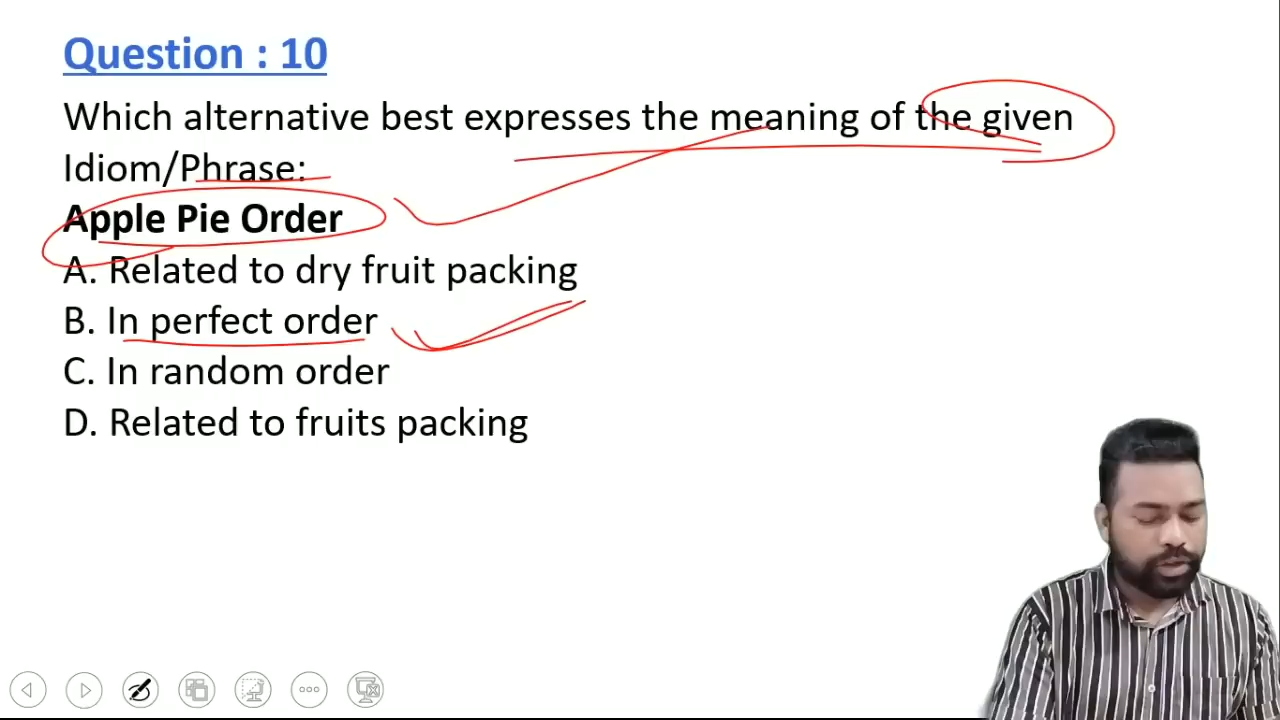 Question : 10
Which alternative best expresses the meaning of the given
Idiom/Phrase:
Apple Pie Order
A. Related to dry fruit packing
B. In perfect order
C. In random order
D. Related to fruits packing